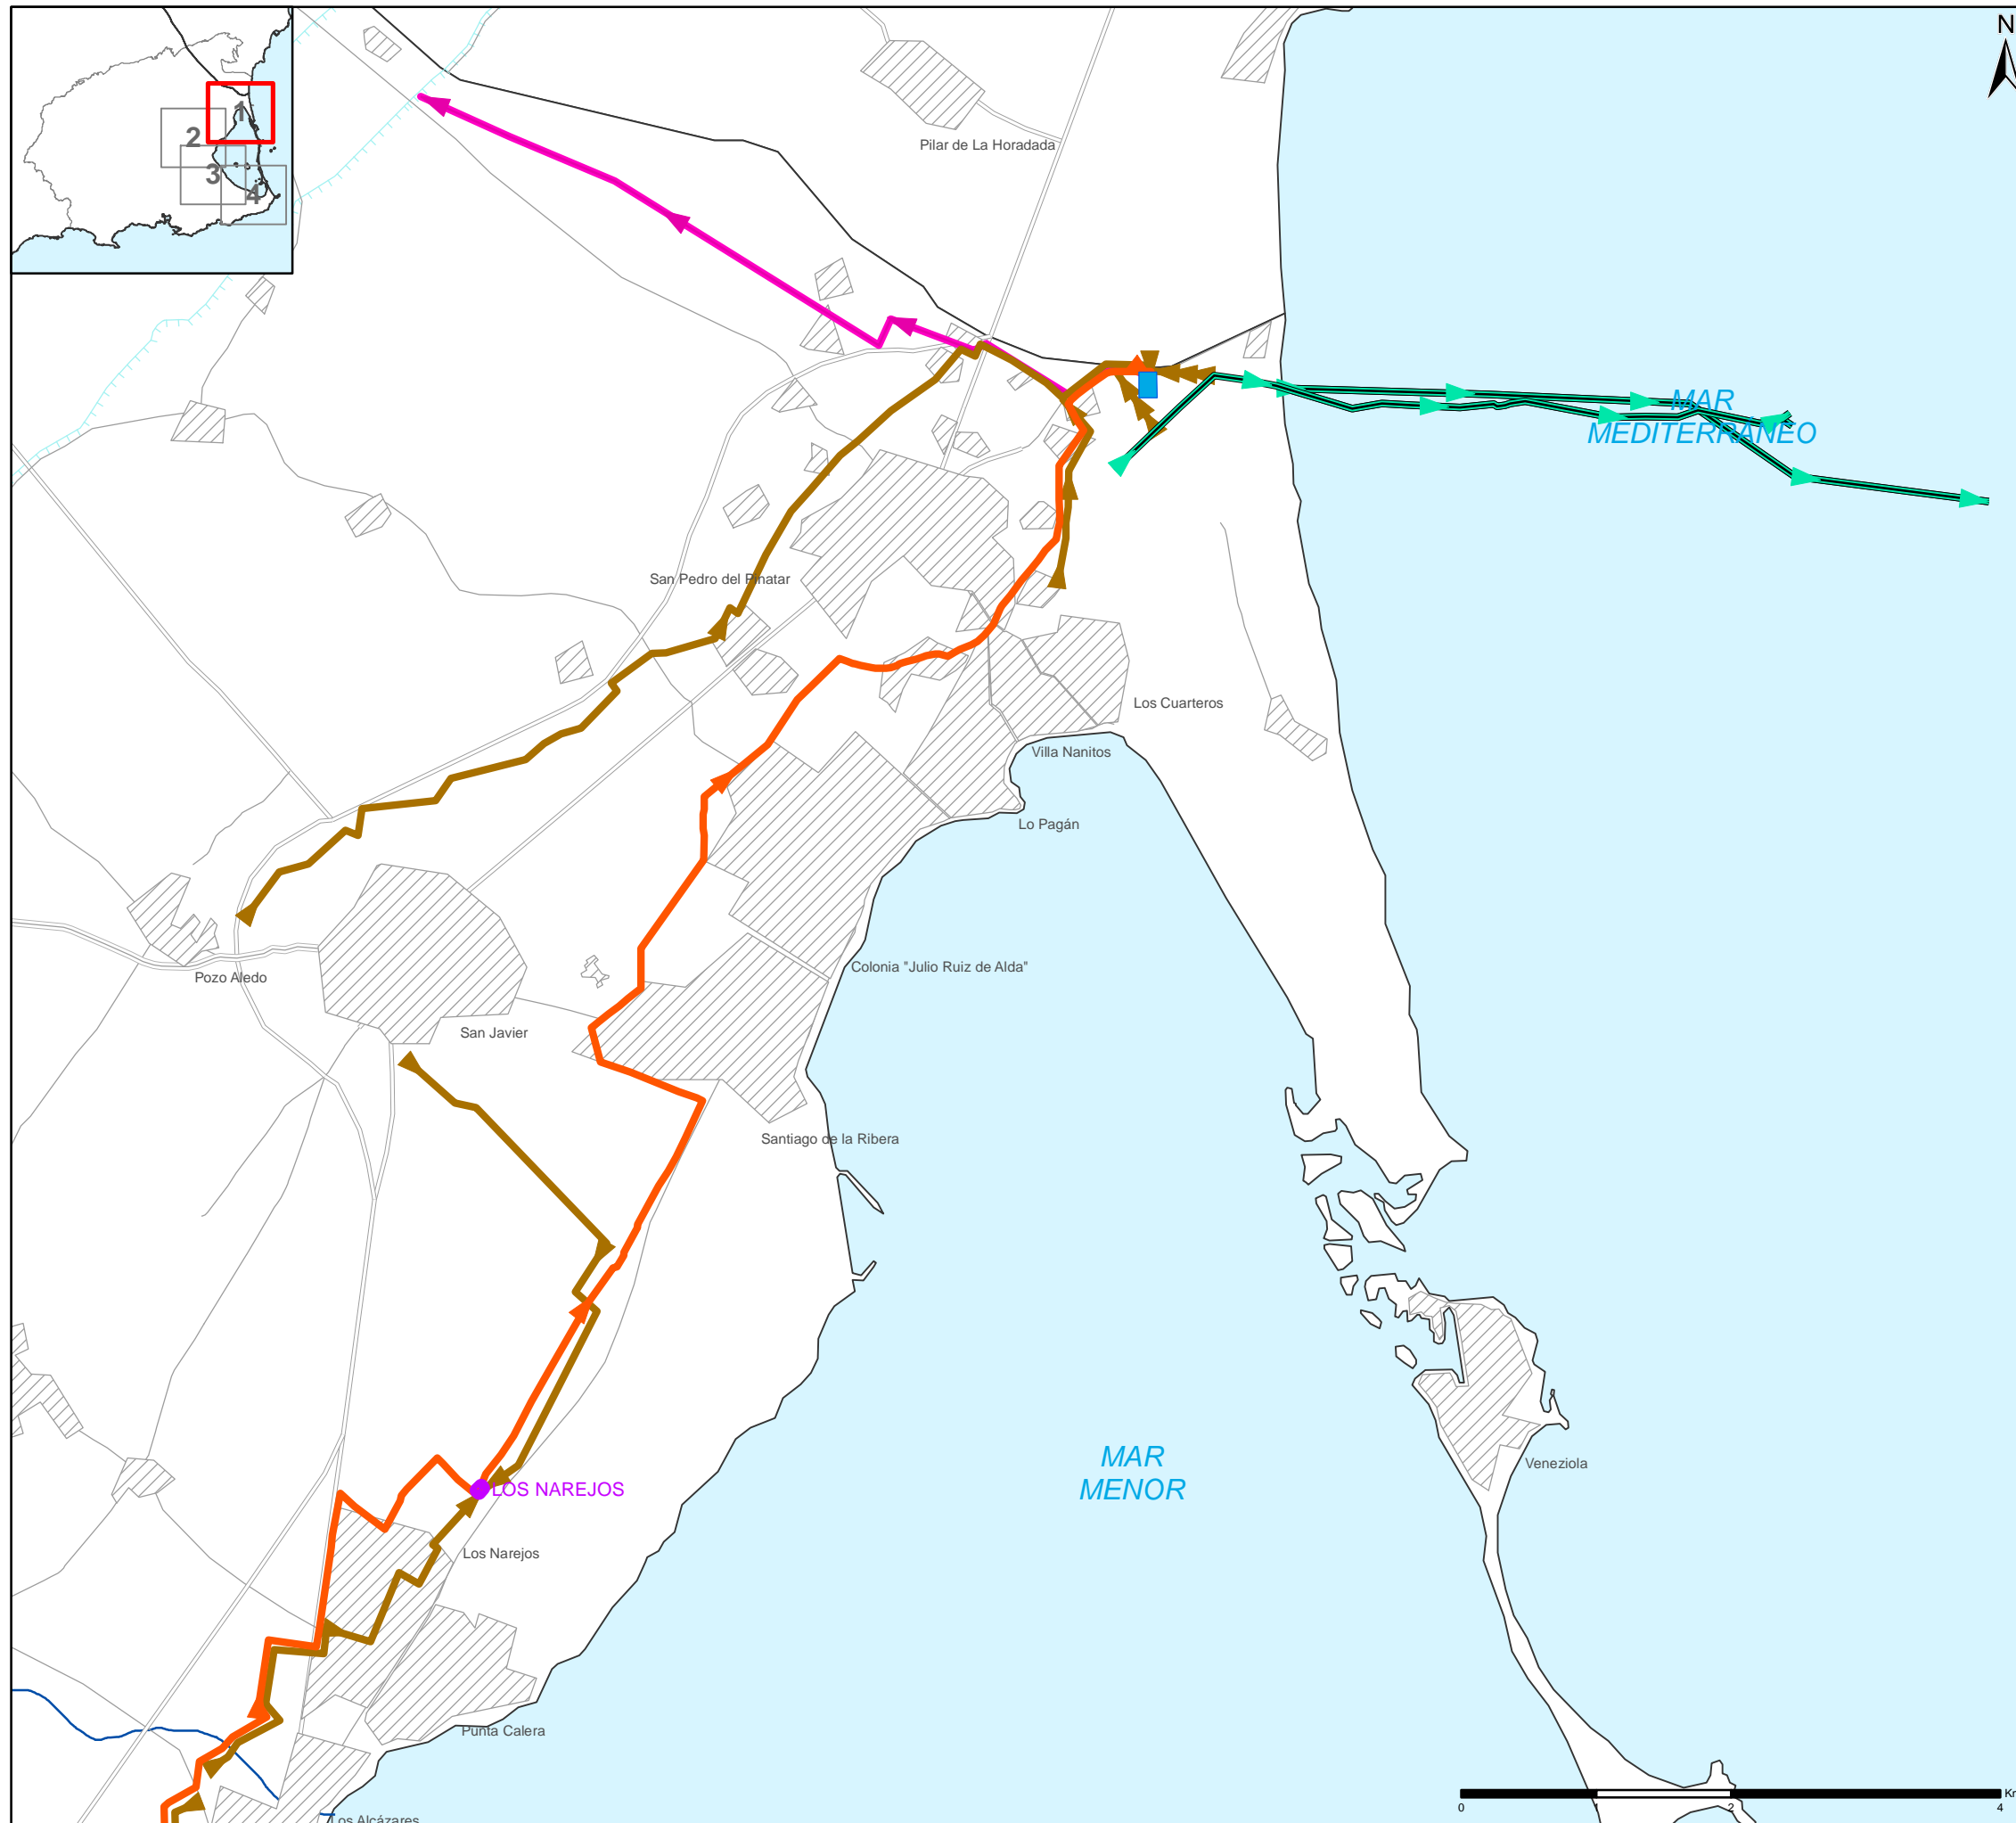 N
1
2
3
4
Pilar de La Horadada
MAR
MEDITERRÁNEO
San Pedro del Pinatar
Los Cuarteros
Villa Nanitos
Lo Pagán
Colonia "Julio Ruiz de Alda"
Pozo Aledo
San Javier
Santiago de la Ribera
MAR
MENOR
Veneziola
LOS NAREJOS
Los Narejos
Punta Calera
Los Alcázares
0 1 2 4